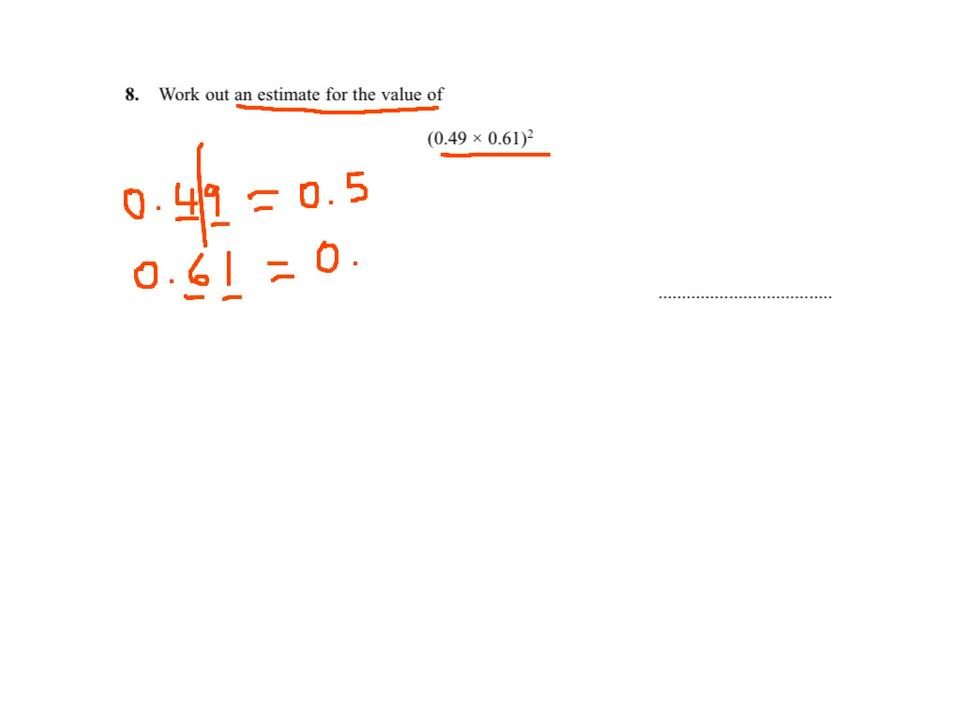 8. Work out an estimate for the value of
(0.49 × 0.61)²
0.49 = 0.5
0.61 = 0.
.....................................